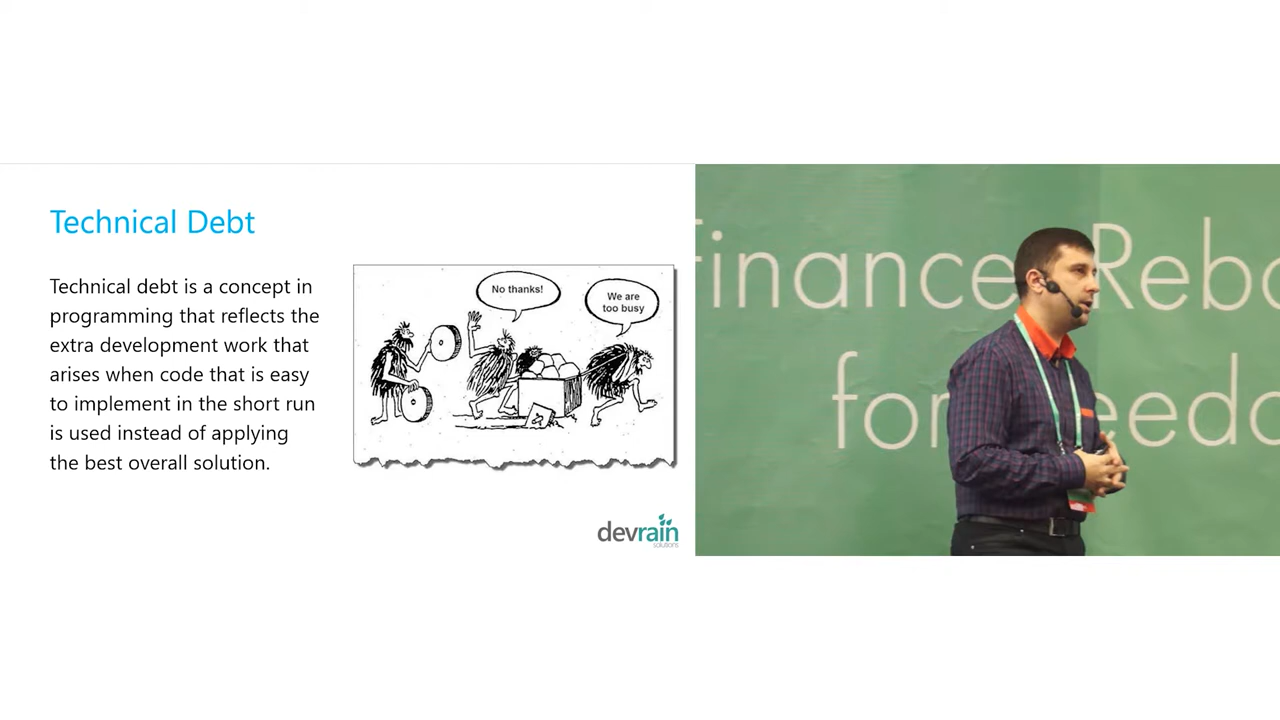 Technical Debt
Technical debt is a concept in
programming that reflects the
extra development work that
arises when code that is easy
to implement in the short run
is used instead of applying
the best overall solution.
No thanks!
We are
too busy
devrain
solutions
finance Rebo
for eedo